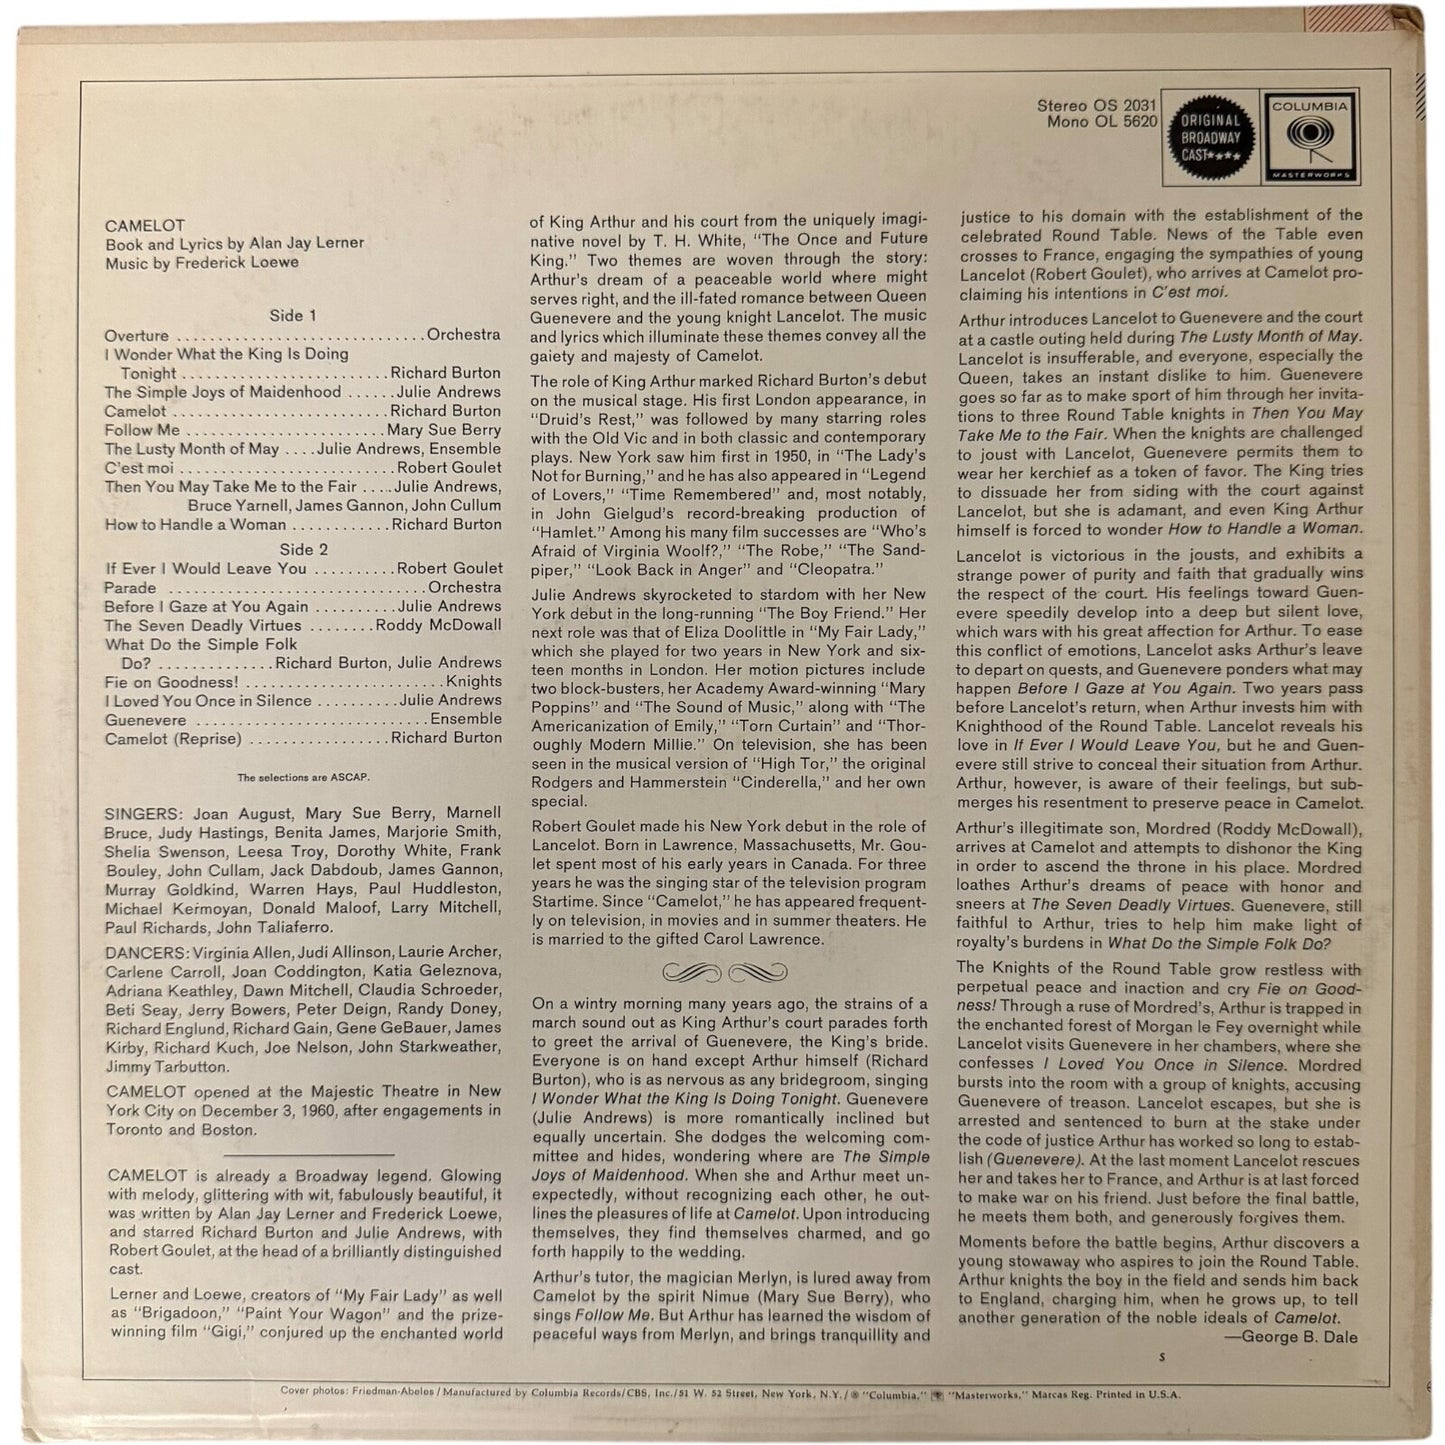 Stereo OS 2031
Mono OL 5620
ORIGINAL
BROADWAY
CAST★★★★
COLUMBIA
MASTERWORKS
CAMELOT
Book and Lyrics by Alan Jay Lerner
Music by Frederick Loewe
Side 1
Overture ..............................Orchestra
I Wonder What the King Is Doing
Tonight .........................Richard Burton
The Simple Joys of Maidenhood ......Julie Andrews
Camelot ..........................Richard Burton
Follow Me ........................Mary Sue Berry
The Lusty Month of May ....Julie Andrews, Ensemble
C'est moi ..........................Robert Goulet
Then You May Take Me to the Fair .....Julie Andrews,
Bruce Yarnell, James Gannon, John Cullum
How to Handle a Woman ............Richard Burton
Side 2
If Ever I Would Leave You ..........Robert Goulet
Parade ...............................Orchestra
Before I Gaze at You Again ..........Julie Andrews
The Seven Deadly Virtues ........Roddy McDowall
What Do the Simple Folk
Do? ..............Richard Burton, Julie Andrews
Fie on Goodness! ........................Knights
I Loved You Once in Silence ..........Julie Andrews
Guenevere ............................Ensemble
Camelot (Reprise) .................Richard Burton
The selections are ASCAP.
SINGERS: Joan August, Mary Sue Berry, Marnell
Bruce, Judy Hastings, Benita James, Marjorie Smith,
Shelia Swenson, Leesa Troy, Dorothy White, Frank
Bouley, John Cullam, Jack Dabdoub, James Gannon,
Murray Goldkind, Warren Hays, Paul Huddleston,
Michael Kermoyan, Donald Maloof, Larry Mitchell,
Paul Richards, John Taliaferro.
DANCERS: Virginia Allen, Judi Allinson, Laurie Archer,
Carlene Carroll, Joan Coddington, Katia Geleznova,
Adriana Keathley, Dawn Mitchell, Claudia Schroeder,
Beti Seay, Jerry Bowers, Peter Deign, Randy Doney,
Richard Englund, Richard Gain, Gene GeBauer, James
Kirby, Richard Kuch, Joe Nelson, John Starkweather,
Jimmy Tarbutton.
CAMELOT opened at the Majestic Theatre in New
York City on December 3, 1960, after engagements in
Toronto and Boston.
CAMELOT is already a Broadway legend. Glowing
with melody, glittering with wit, fabulously beautiful, it
was written by Alan Jay Lerner and Frederick Loewe,
and starred Richard Burton and Julie Andrews, with
Robert Goulet, at the head of a brilliantly distinguished
cast.
Lerner and Loewe, creators of "My Fair Lady" as well
as "Brigadoon," "Paint Your Wagon" and the prize-
winning film "Gigi," conjured up the enchanted world
of King Arthur and his court from the uniquely imagi-
native novel by T. H. White, "The Once and Future
King." Two themes are woven through the story:
Arthur's dream of a peaceable world where might
serves right, and the ill-fated romance between Queen
Guenevere and the young knight Lancelot. The music
and lyrics which illuminate these themes convey all the
gaiety and majesty of Camelot.
The role of King Arthur marked Richard Burton's debut
on the musical stage. His first London appearance, in
"Druid's Rest," was followed by many starring roles
with the Old Vic and in both classic and contemporary
plays. New York saw him first in 1950, in "The Lady's
Not for Burning," and he has also appeared in "Legend
of Lovers," "Time Remembered" and, most notably,
in John Gielgud's record-breaking production of
"Hamlet." Among his many film successes are "Who's
Afraid of Virginia Woolf?," "The Robe," "The Sand-
piper," "Look Back in Anger" and "Cleopatra."
Julie Andrews skyrocketed to stardom with her New
York debut in the long-running "The Boy Friend." Her
next role was that of Eliza Doolittle in "My Fair Lady,"
which she played for two years in New York and six-
teen months in London. Her motion pictures include
two block-busters, her Academy Award-winning "Mary
Poppins" and "The Sound of Music," along with "The
Americanization of Emily," "Torn Curtain" and "Thor-
oughly Modern Millie." On television, she has been
seen in the musical version of "High Tor," the original
Rodgers and Hammerstein "Cinderella," and her own
special.
Robert Goulet made his New York debut in the role of
Lancelot. Born in Lawrence, Massachusetts, Mr. Gou-
let spent most of his early years in Canada. For three
years he was the singing star of the television program
Startime. Since "Camelot," he has appeared frequent-
ly on television, in movies and in summer theaters. He
is married to the gifted Carol Lawrence.
On a wintry morning many years ago, the strains of a
march sound out as King Arthur's court parades forth
to greet the arrival of Guenevere, the King's bride.
Everyone is on hand except Arthur himself (Richard
Burton), who is as nervous as any bridegroom, singing
I Wonder What the King Is Doing Tonight. Guenevere
(Julie Andrews) is more romantically inclined but
equally uncertain. She dodges the welcoming com-
mittee and hides, wondering where are The Simple
Joys of Maidenhood. When she and Arthur meet un-
expectedly, without recognizing each other, he out-
lines the pleasures of life at Camelot. Upon introducing
themselves, they find themselves charmed, and go
forth happily to the wedding.
Arthur's tutor, the magician Merlyn, is lured away from
Camelot by the spirit Nimue (Mary Sue Berry), who
sings Follow Me. But Arthur has learned the wisdom of
peaceful ways from Merlyn, and brings tranquillity and
justice to his domain with the establishment of the
celebrated Round Table. News of the Table even
crosses to France, engaging the sympathies of young
Lancelot (Robert Goulet), who arrives at Camelot pro-
claiming his intentions in C'est moi.
Arthur introduces Lancelot to Guenevere and the court
at a castle outing held during The Lusty Month of May.
Lancelot is insufferable, and everyone, especially the
Queen, takes an instant dislike to him. Guenevere
goes so far as to make sport of him through her invita-
tions to three Round Table knights in Then You May
Take Me to the Fair. When the knights are challenged
to joust with Lancelot, Guenevere permits them to
wear her kerchief as a token of favor. The King tries
to dissuade her from siding with the court against
Lancelot, but she is adamant, and even King Arthur
himself is forced to wonder How to Handle a Woman.
Lancelot is victorious in the jousts, and exhibits a
strange power of purity and faith that gradually wins
the respect of the court. His feelings toward Guen-
evere speedily develop into a deep but silent love,
which wars with his great affection for Arthur. To ease
this conflict of emotions, Lancelot asks Arthur's leave
to depart on quests, and Guenevere ponders what may
happen Before I Gaze at You Again. Two years pass
before Lancelot's return, when Arthur invests him with
Knighthood of the Round Table. Lancelot reveals his
love in If Ever I Would Leave You, but he and Guen-
evere still strive to conceal their situation from Arthur.
Arthur, however, is aware of their feelings, but sub-
merges his resentment to preserve peace in Camelot.
Arthur's illegitimate son, Mordred (Roddy McDowall),
arrives at Camelot and attempts to dishonor the King
in order to ascend the throne in his place. Mordred
loathes Arthur's dreams of peace with honor and
sneers at The Seven Deadly Virtues. Guenevere, still
faithful to Arthur, tries to help him make light of
royalty's burdens in What Do the Simple Folk Do?
The Knights of the Round Table grow restless with
perpetual peace and inaction and cry Fie on Good-
ness! Through a ruse of Mordred's, Arthur is trapped in
the enchanted forest of Morgan le Fey overnight while
Lancelot visits Guenevere in her chambers, where she
confesses I Loved You Once in Silence. Mordred
bursts into the room with a group of knights, accusing
Guenevere of treason. Lancelot escapes, but she is
arrested and sentenced to burn at the stake under
the code of justice Arthur has worked so long to estab-
lish (Guenevere). At the last moment Lancelot rescues
her and takes her to France, and Arthur is at last forced
to make war on his friend. Just before the final battle,
he meets them both, and generously forgives them.
Moments before the battle begins, Arthur discovers a
young stowaway who aspires to join the Round Table.
Arthur knights the boy in the field and sends him back
to England, charging him, when he grows up, to tell
another generation of the noble ideals of Camelot.
—George B. Dale
S
Cover photos: Friedman-Abeles / Manufactured by Columbia Records/CBS, Inc./51 W. 52 Street, New York, N.Y./ ® "Columbia," "Masterworks," Marcas Reg. Printed in U.S.A.